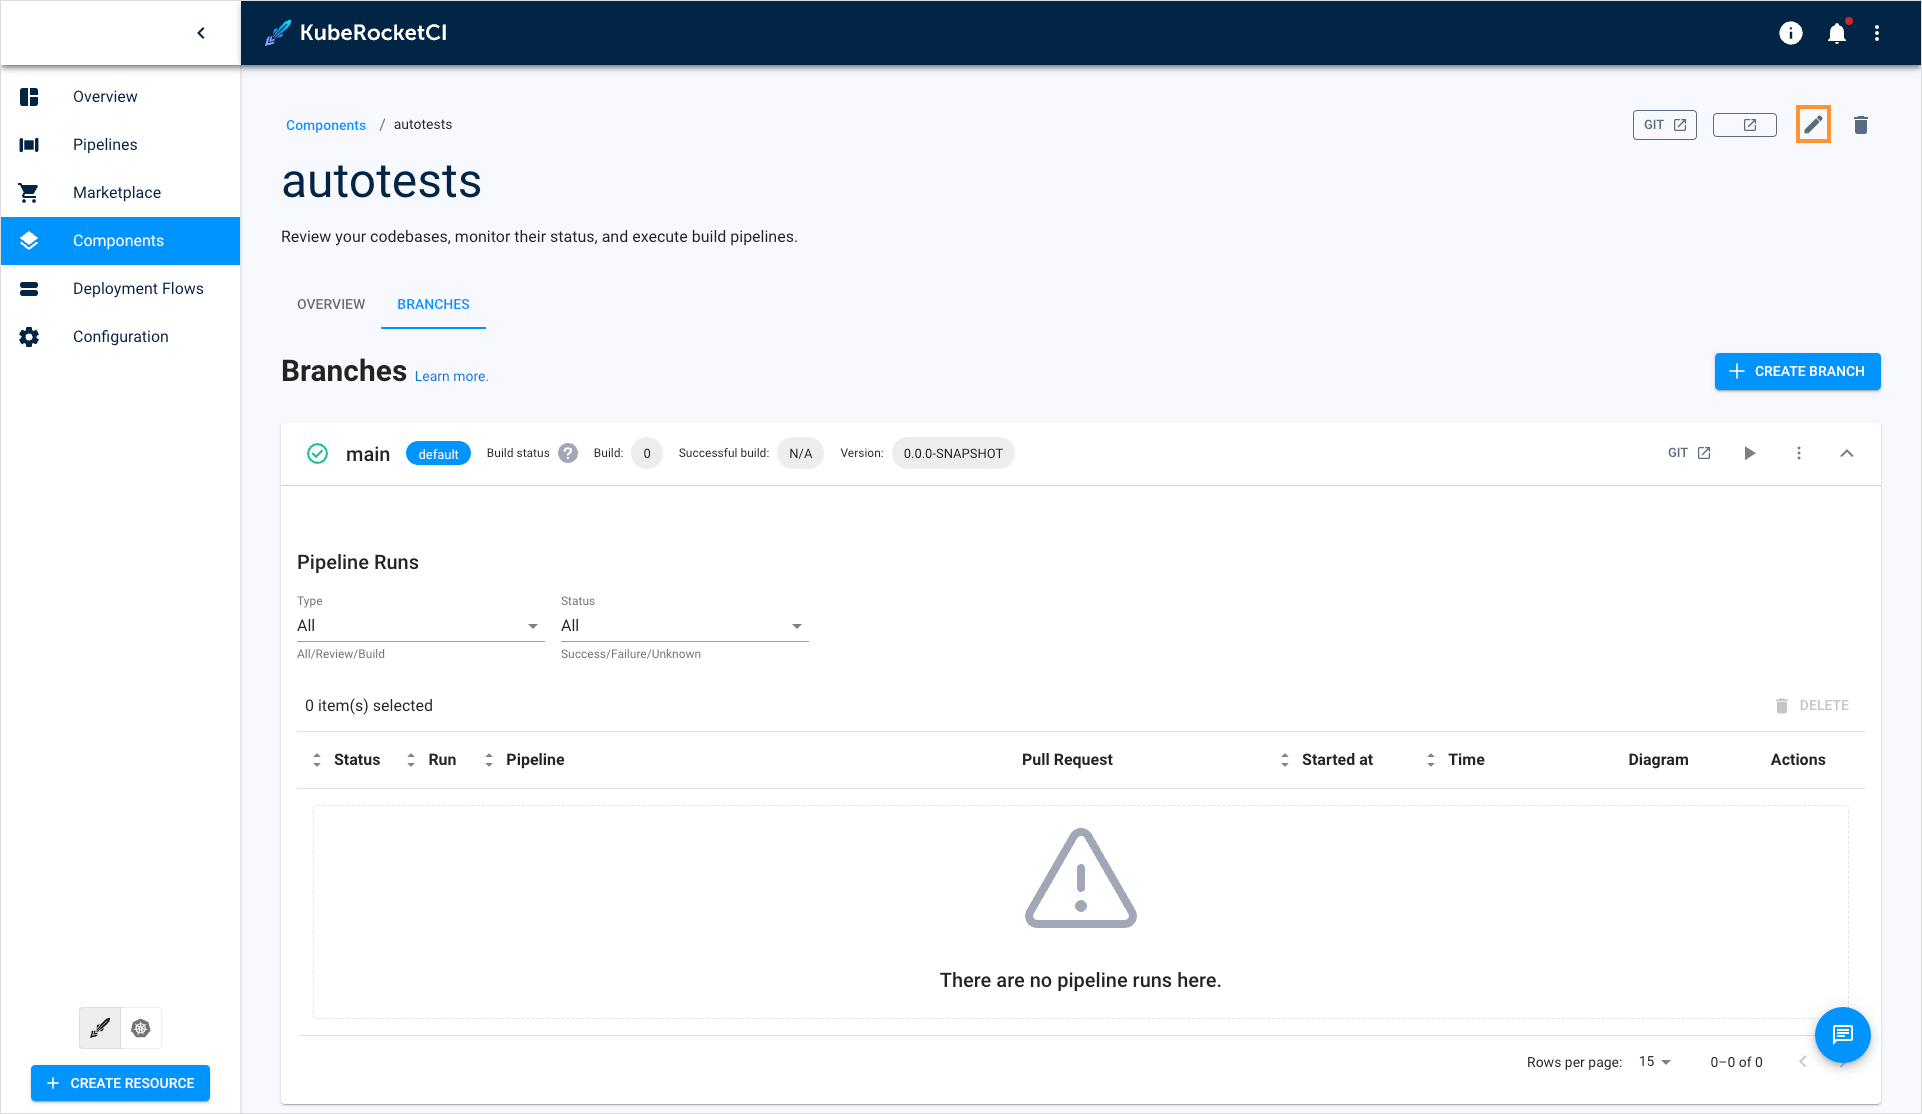 KubeRocketCI
Overview
Pipelines
Marketplace
Components
Deployment Flows
Configuration
Components / autotests
GIT
autotests
Review your codebases, monitor their status, and execute build pipelines.
OVERVIEW BRANCHES
Branches Learn more.
CREATE BRANCH
main default Build status ? Build: 0 Successful build: N/A Version: 0.0.0-SNAPSHOT GIT
Pipeline Runs
Type Status
All All
All/Review/Build Success/Failure/Unknown
0 item(s) selected DELETE
Status Run Pipeline Pull Request Started at Time Diagram Actions
There are no pipeline runs here.
Rows per page: 15 0–0 of 0
CREATE RESOURCE